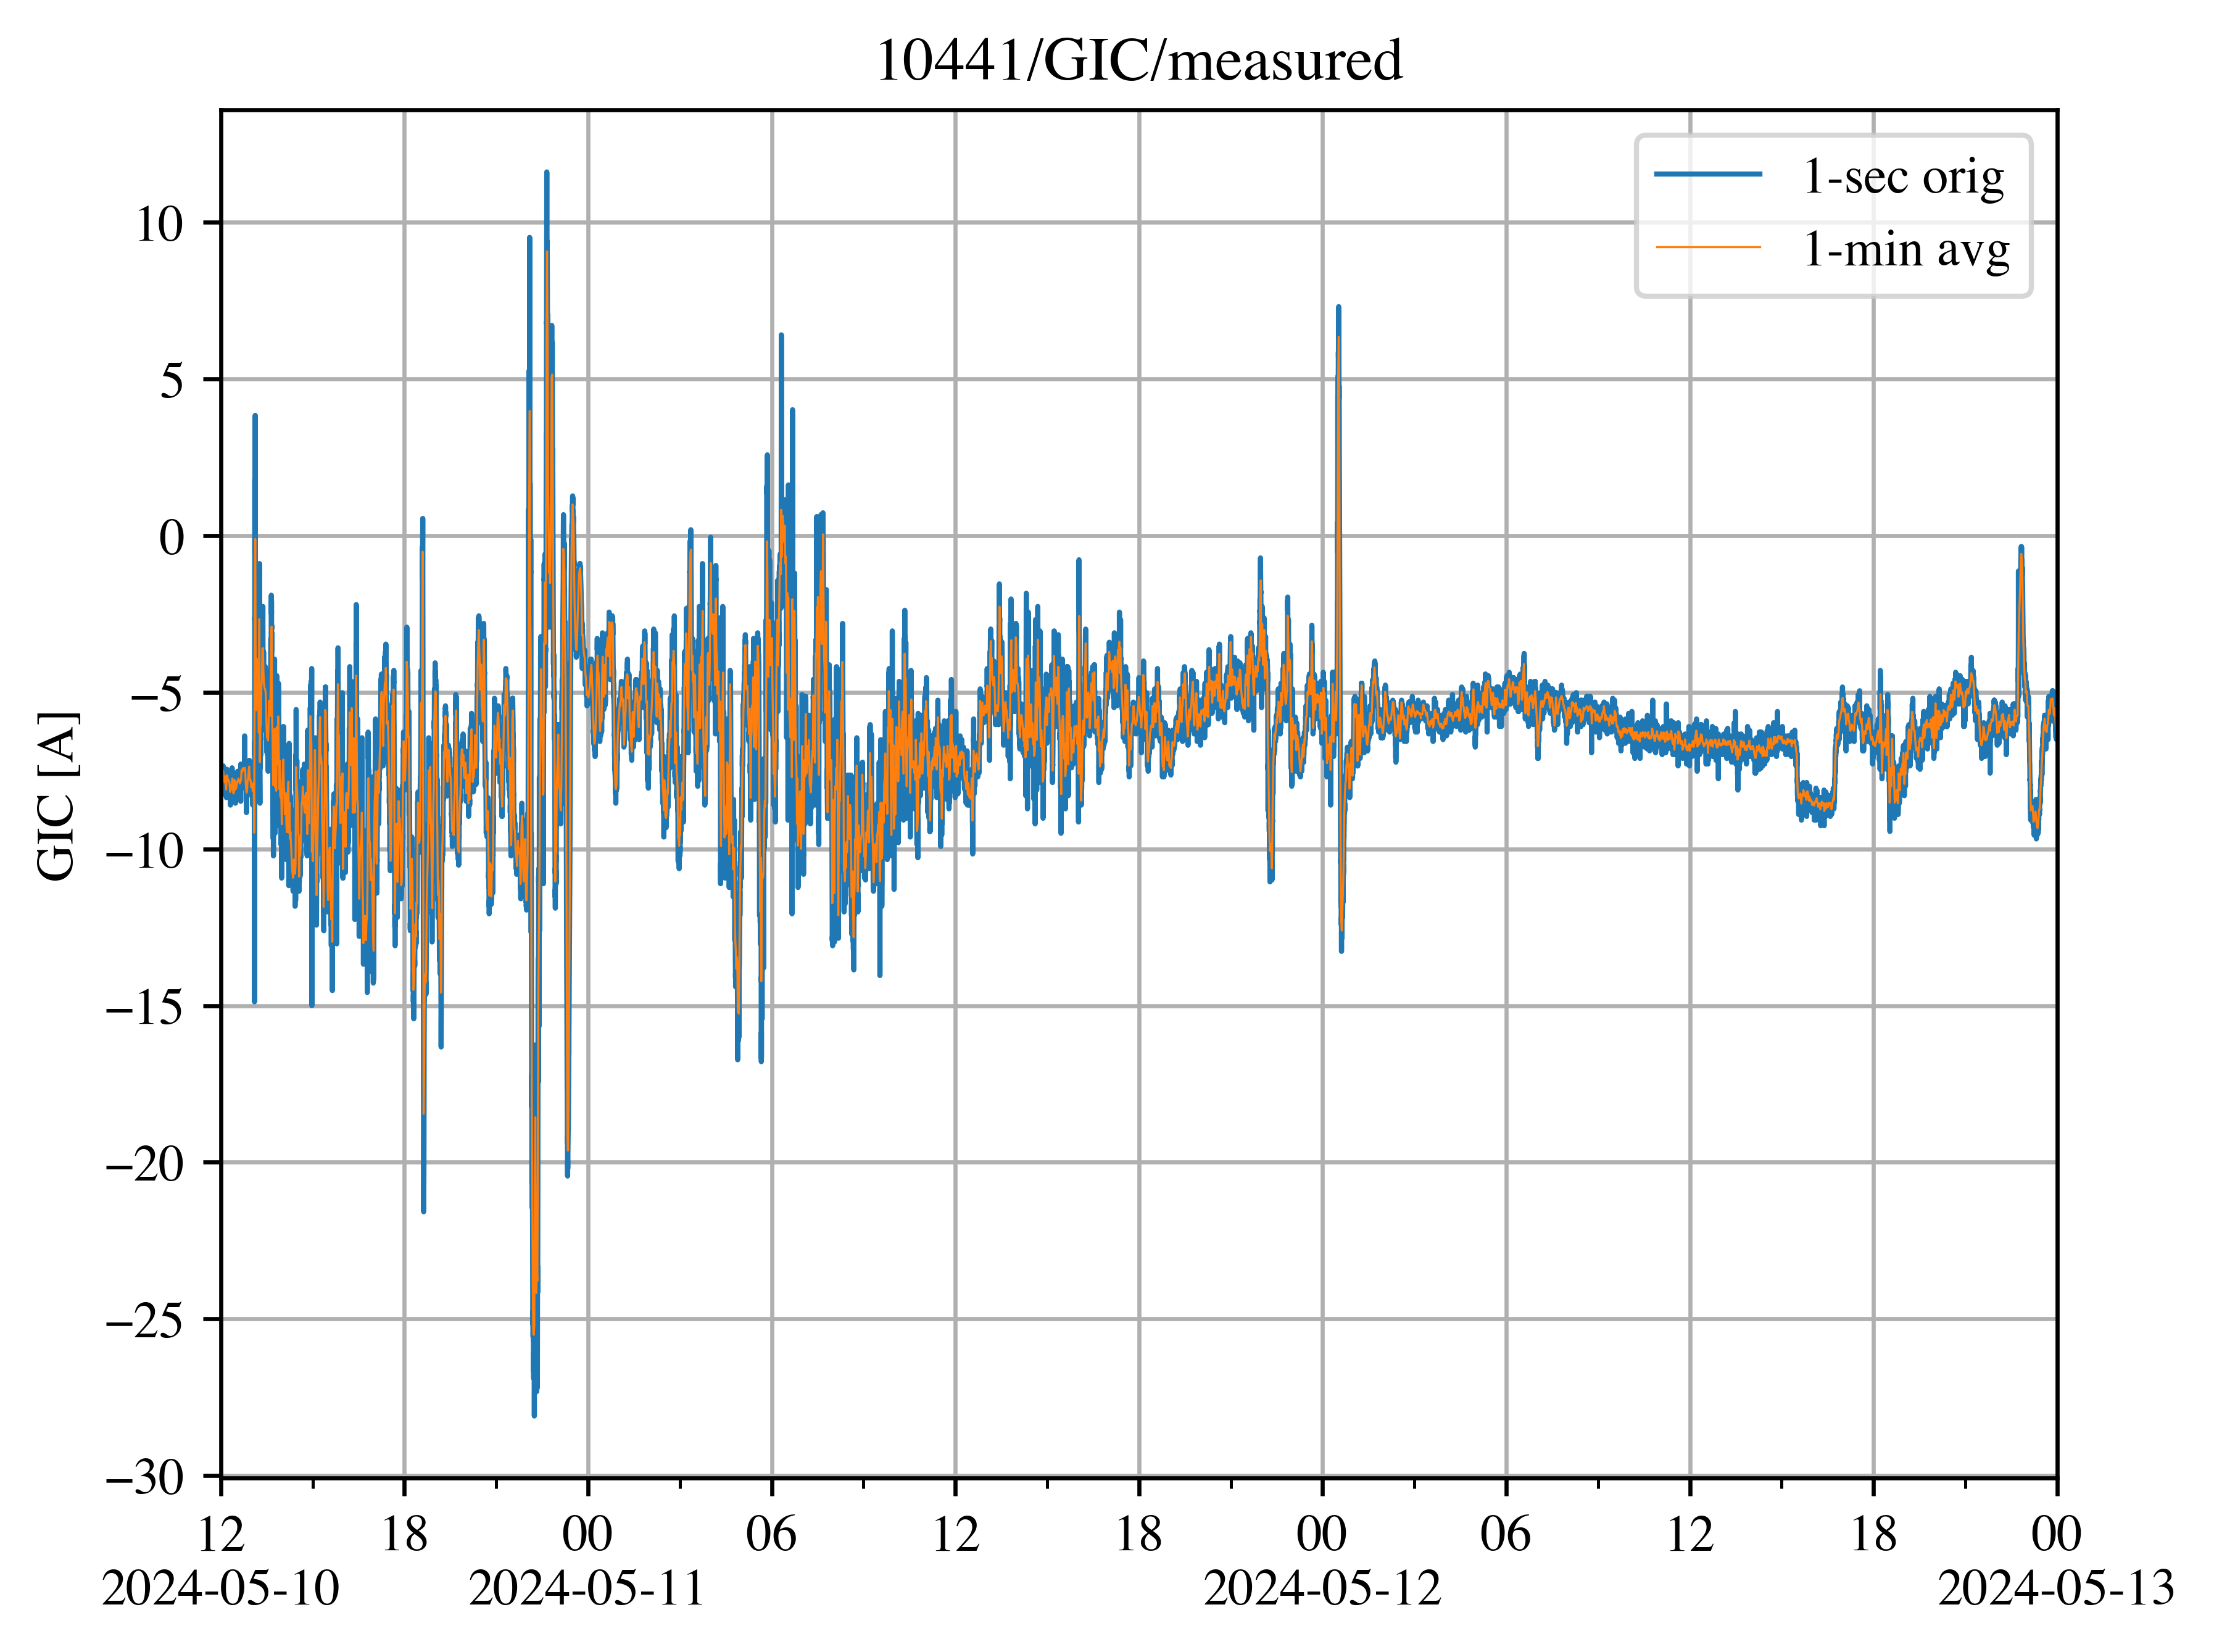 10441/GIC/measured
1-sec orig
1-min avg
GIC [A]
10
5
0
−5
−10
−15
−20
−25
−30
12 18 00 06 12 18 00 06 12 18 00
2024-05-10 2024-05-11 2024-05-12 2024-05-13